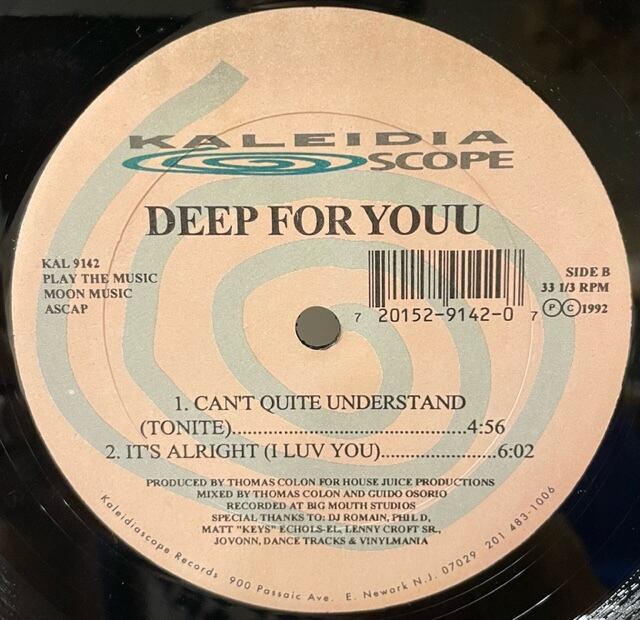 KALEIDIA
SCOPE
DEEP FOR YOUU
KAL 9142
PLAY THE MUSIC
MOON MUSIC
ASCAP
SIDE B
33 1/3 RPM
ⓅⒸ1992
7 20152-9142-0 7
1. CAN'T QUITE UNDERSTAND
(TONITE)..........................................4:56
2. IT'S ALRIGHT (I LUV YOU).....................6:02
PRODUCED BY THOMAS COLON FOR HOUSE JUICE PRODUCTIONS
MIXED BY THOMAS COLON AND GUIDO OSORIO
RECORDED AT BIG MOUTH STUDIOS
SPECIAL THANKS TO: DJ ROMAIN, PHIL D,
MATT "KEYS" ECHOLS-EL, LENNY CROFT SR.,
JOVONN, DANCE TRACKS & VINYLMANIA
Kaleidiascope Records 900 Passaic Ave. E. Newark N.J. 07029 201 483-1006